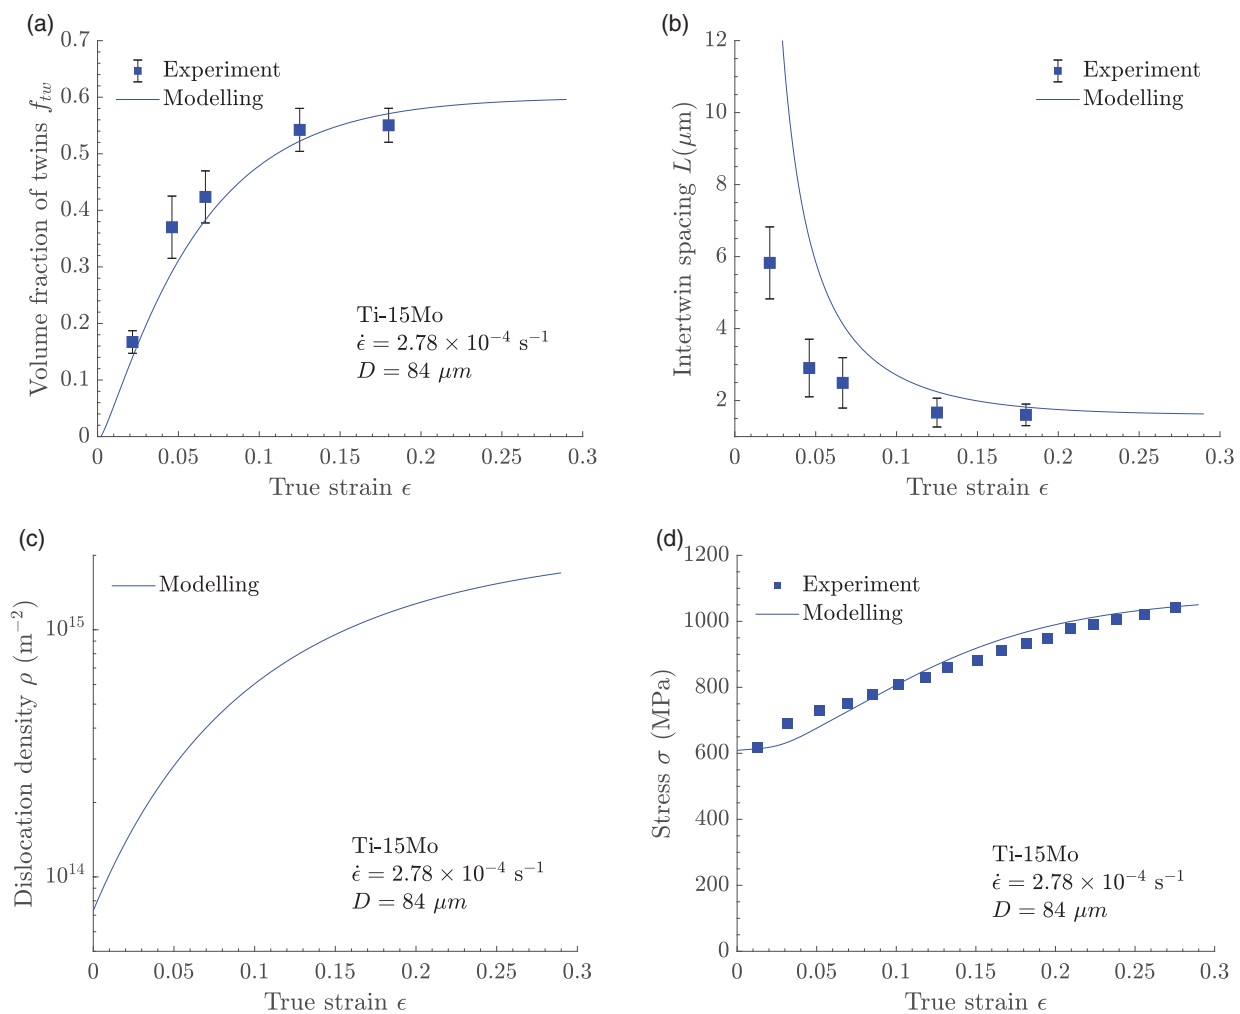 (a)
0.7
0.6
0.5
0.4
0.3
0.2
0.1
0
Volume fraction of twins f_{tw}
Experiment
Modelling
Ti-15Mo
ε̇ = 2.78 × 10⁻⁴ s⁻¹
D = 84 μm
0 0.05 0.1 0.15 0.2 0.25 0.3
True strain ϵ
(b)
12
10
8
6
4
2
Intertwin spacing L(μm)
Experiment
Modelling
0 0.05 0.1 0.15 0.2 0.25 0.3
True strain ϵ
(c)
10¹⁵
10¹⁴
Dislocation density ρ (m⁻²)
Modelling
Ti-15Mo
ϵ̇ = 2.78 × 10⁻⁴ s⁻¹
D = 84 μm
0 0.05 0.1 0.15 0.2 0.25 0.3
True strain ϵ
(d)
1200
1000
800
600
400
200
0
Stress σ (MPa)
Experiment
Modelling
Ti-15Mo
ϵ̇ = 2.78 × 10⁻⁴ s⁻¹
D = 84 μm
0 0.05 0.1 0.15 0.2 0.25 0.3
True strain ϵ